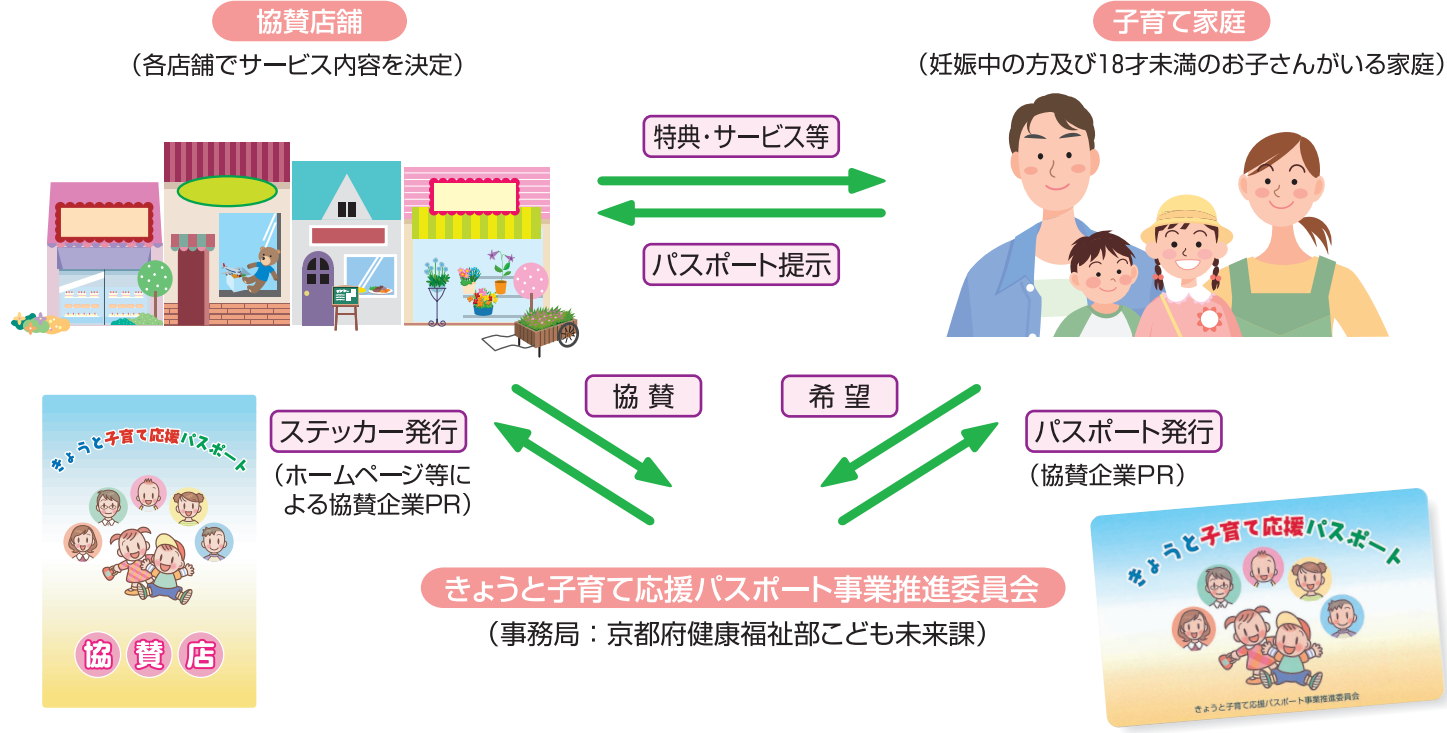 協賛店舗
（各店舗でサービス内容を決定）
子育て家庭
（妊娠中の方及び18才未満のお子さんがいる家庭）
特典・サービス等
パスポート提示
協 賛
希 望
ステッカー発行
（ホームページ等に
よる協賛企業PR）
パスポート発行
（協賛企業PR）
きょうと子育て応援パスポート
協賛店
きょうと子育て応援パスポート事業推進委員会
（事務局：京都府健康福祉部こども未来課）
きょうと子育て応援パスポート
きょうと子育て応援パスポート事業推進委員会